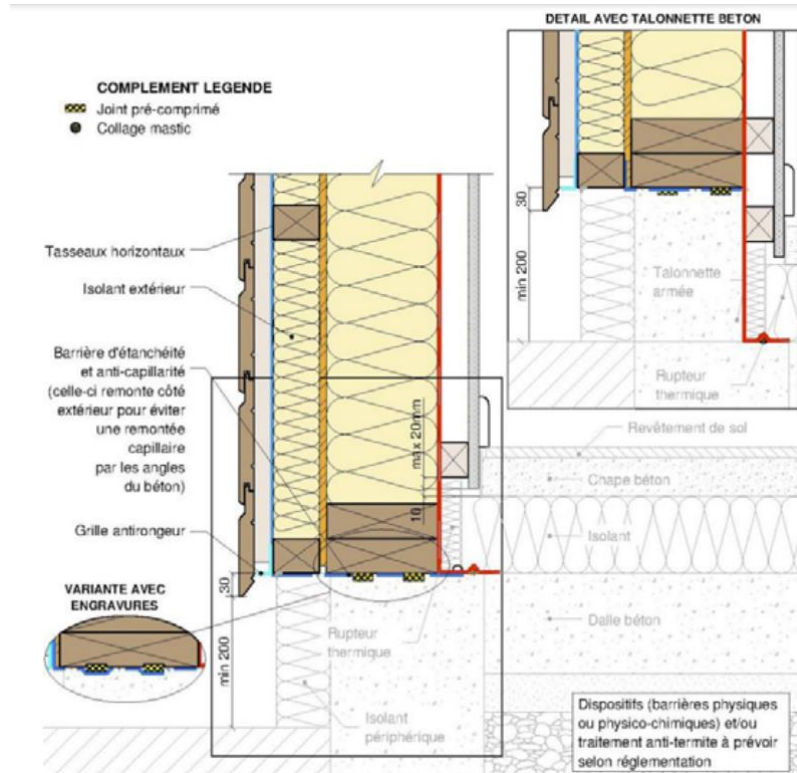 DETAIL AVEC TALONNETTE BETON
COMPLEMENT LEGENDE
Joint pré-comprimé
Collage mastic
30
min 200
Talonnette
armée
Rupteur
thermique
Tasseaux horizontaux
Isolant extérieur
Barrière d'étanchéité
et anti-capillarité
(celle-ci remonte côté
extérieur pour éviter
une remontée
capillaire
par les angles
du béton)
Grille antirongeur
max 20mm
10
Revêtement de sol
Chape béton
Isolant
Dalle béton
VARIANTE AVEC
ENGRAVURES
30
min 200
Rupteur
thermique
Isolant
périphérique
Dispositifs (barrières physiques
ou physico-chimiques) et/ou
traitement anti-termite à prévoir
selon réglementation